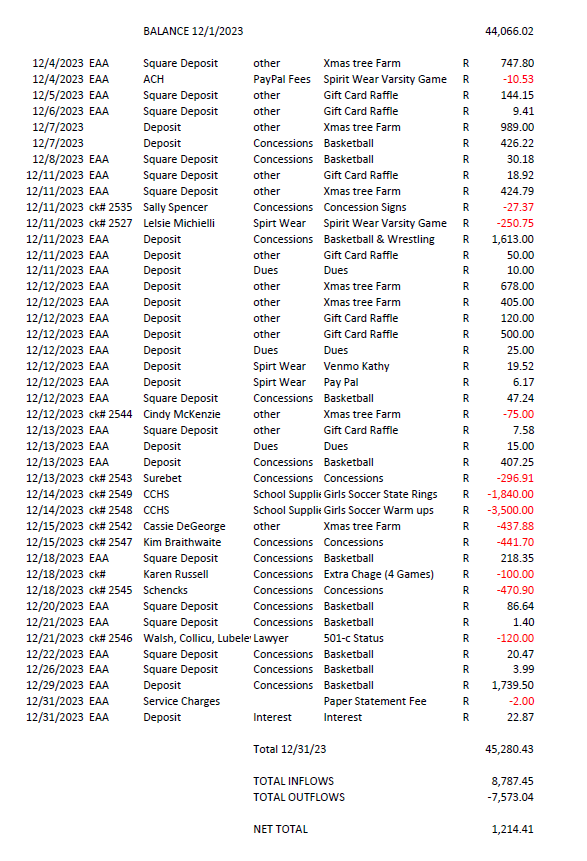 BALANCE 12/1/2023 44,066.02
12/4/2023 EAA Square Deposit other Xmas tree Farm R 747.80
12/4/2023 EAA ACH PayPal Fees Spirit Wear Varsity Game R -10.53
12/5/2023 EAA Square Deposit other Gift Card Raffle R 144.15
12/6/2023 EAA Square Deposit other Gift Card Raffle R 9.41
12/7/2023 Deposit other Xmas tree Farm R 989.00
12/7/2023 Deposit Concessions Basketball R 426.22
12/8/2023 EAA Square Deposit Concessions Basketball R 30.18
12/11/2023 EAA Square Deposit other Gift Card Raffle R 18.92
12/11/2023 EAA Square Deposit other Xmas tree Farm R 424.79
12/11/2023 ck# 2535 Sally Spencer Concessions Concession Signs R -27.37
12/11/2023 ck# 2527 Lelsie Michielli Spirt Wear Spirit Wear Varsity Game R -250.75
12/11/2023 EAA Deposit Concessions Basketball & Wrestling R 1,613.00
12/11/2023 EAA Deposit other Gift Card Raffle R 50.00
12/11/2023 EAA Deposit Dues Dues R 10.00
12/12/2023 EAA Deposit other Xmas tree Farm R 678.00
12/12/2023 EAA Deposit other Xmas tree Farm R 405.00
12/12/2023 EAA Deposit other Gift Card Raffle R 120.00
12/12/2023 EAA Deposit other Gift Card Raffle R 500.00
12/12/2023 EAA Deposit Dues Dues R 25.00
12/12/2023 EAA Deposit Spirt Wear Venmo Kathy R 19.52
12/12/2023 EAA Deposit Spirt Wear Pay Pal R 6.17
12/12/2023 EAA Square Deposit Concessions Basketball R 47.24
12/12/2023 ck# 2544 Cindy McKenzie other Xmas tree Farm R -75.00
12/13/2023 EAA Square Deposit other Gift Card Raffle R 7.58
12/13/2023 EAA Deposit Dues Dues R 15.00
12/13/2023 EAA Deposit Concessions Basketball R 407.25
12/13/2023 ck# 2543 Surebet Concessions Concessions R -296.91
12/14/2023 ck# 2549 CCHS School Supplie Girls Soccer State Rings R -1,840.00
12/14/2023 ck# 2548 CCHS School Supplie Girls Soccer Warm ups R -3,500.00
12/15/2023 ck# 2542 Cassie DeGeorge other Xmas tree Farm R -437.88
12/15/2023 ck# 2547 Kim Braithwaite Concessions Concessions R -441.70
12/18/2023 EAA Square Deposit Concessions Basketball R 218.35
12/18/2023 ck# Karen Russell Concessions Extra Chage (4 Games) R -100.00
12/18/2023 ck# 2545 Schencks Concessions Concessions R -470.90
12/20/2023 EAA Square Deposit Concessions Basketball R 86.64
12/21/2023 EAA Square Deposit Concessions Basketball R 1.40
12/21/2023 ck# 2546 Walsh, Collicu, Lubele Lawyer 501-c Status R -120.00
12/22/2023 EAA Square Deposit Concessions Basketball R 20.47
12/26/2023 EAA Square Deposit Concessions Basketball R 3.99
12/29/2023 EAA Deposit Concessions Basketball R 1,739.50
12/31/2023 EAA Service Charges Paper Statement Fee R -2.00
12/31/2023 EAA Deposit Interest Interest R 22.87
Total 12/31/23 45,280.43
TOTAL INFLOWS 8,787.45
TOTAL OUTFLOWS -7,573.04
NET TOTAL 1,214.41